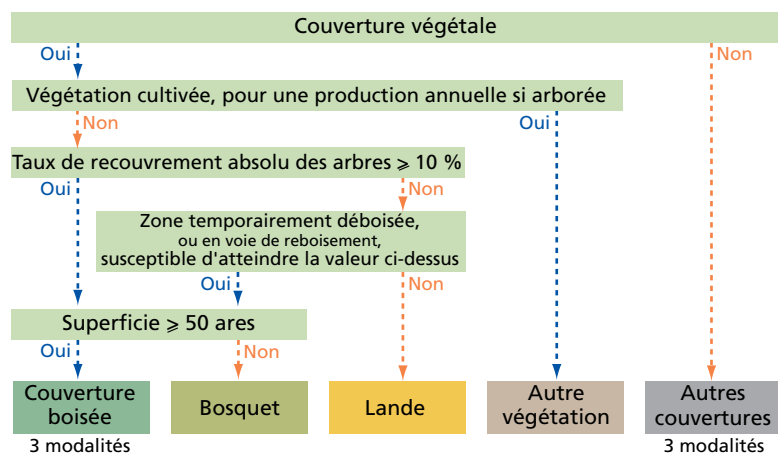 Couverture végétale
Oui
Non
Végétation cultivée, pour une production annuelle si arborée
Non
Oui
Taux de recouvrement absolu des arbres ⩾ 10 %
Oui
Non
Zone temporairement déboisée,
ou en voie de reboisement,
susceptible d'atteindre la valeur ci-dessus
Oui
Non
Superficie ⩾ 50 ares
Oui
Non
Couverture
boisée
Bosquet
Lande
Autre
végétation
Autres
couvertures
3 modalités
3 modalités